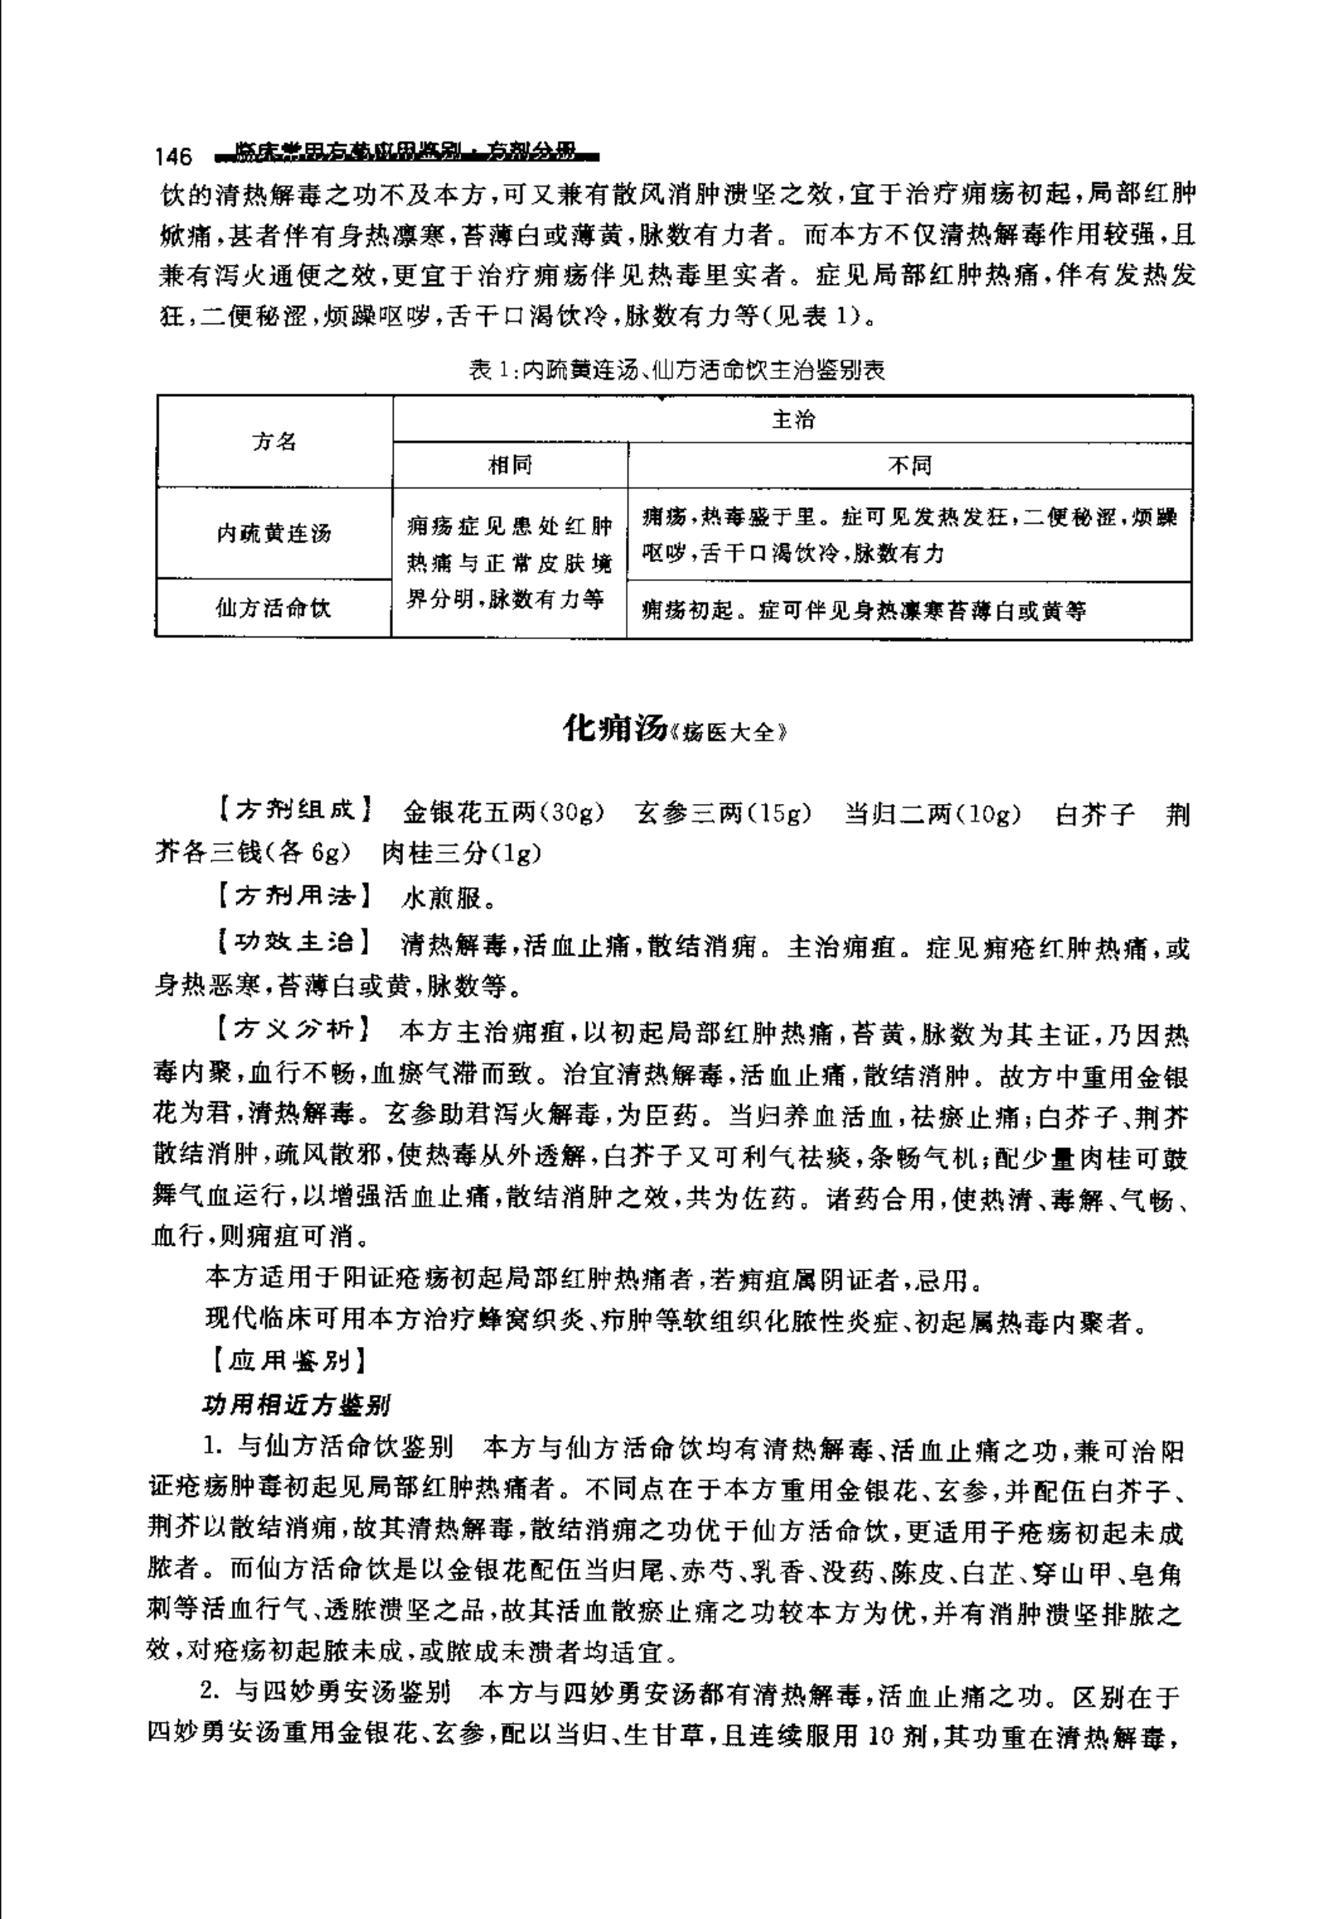 146 临床常用方药应用鉴别·方剂分册
饮的清热解毒之功不及本方,可又兼有散风消肿溃坚之效,宜于治疗痈疡初起,局部红肿
焮痛,甚者伴有身热凛寒,苔薄白或薄黄,脉数有力者。而本方不仅清热解毒作用较强,且
兼有泻火通便之效,更宜于治疗痈疡伴见热毒里实者。症见局部红肿热痛,伴有发热发
狂,二便秘涩,烦躁呕哕,舌干口渴饮冷,脉数有力等(见表 1)。
表 1:内疏黄连汤、仙方活命饮主治鉴别表
方名
主治
相同
不同
内疏黄连汤
痈疡症见患处红肿
热痛与正常皮肤境
界分明,脉数有力等
痈疡,热毒盛于里。症可见发热发狂,二便秘涩,烦躁
呕哕,舌干口渴饮冷,脉数有力
仙方活命饮
痈疡初起。症可伴见身热凛寒苔薄白或黄等
化痈汤《疡医大全》
【方剂组成】 金银花五两(30g) 玄参三两(15g) 当归二两(10g) 白芥子 荆
芥各三钱(各 6g) 肉桂三分(1g)
【方剂用法】 水煎服。
【功效主治】 清热解毒,活血止痛,散结消痈。主治痈疽。症见痈疮红肿热痛,或
身热恶寒,苔薄白或黄,脉数等。
【方义分析】 本方主治痈疽,以初起局部红肿热痛,苔黄,脉数为其主证,乃因热
毒内聚,血行不畅,血瘀气滞而致。治宜清热解毒,活血止痛,散结消肿。故方中重用金银
花为君,清热解毒。玄参助君泻火解毒,为臣药。当归养血活血,祛瘀止痛;白芥子、荆芥
散结消肿,疏风散邪,使热毒从外透解,白芥子又可利气祛痰,条畅气机;配少量肉桂可鼓
舞气血运行,以增强活血止痛,散结消肿之效,共为佐药。诸药合用,使热清、毒解、气畅、
血行,则痈疽可消。
本方适用于阳证疮疡初起局部红肿热痛者,若痈疽属阴证者,忌用。
现代临床可用本方治疗蜂窝织炎、疖肿等软组织化脓性炎症、初起属热毒内聚者。
【应用鉴别】
功用相近方鉴别
1. 与仙方活命饮鉴别 本方与仙方活命饮均有清热解毒、活血止痛之功,兼可治阳
证疮疡肿毒初起见局部红肿热痛者。不同点在于本方重用金银花、玄参,并配伍白芥子、
荆芥以散结消痈,故其清热解毒,散结消痈之功优于仙方活命饮,更适用子疮疡初起未成
脓者。而仙方活命饮是以金银花配伍当归尾、赤芍、乳香、没药、陈皮、白芷、穿山甲、皂角
刺等活血行气、透脓溃坚之品,故其活血散瘀止痛之功较本方为优,并有消肿溃坚排脓之
效,对疮疡初起脓未成,或脓成未溃者均适宜。
2. 与四妙勇安汤鉴别 本方与四妙勇安汤都有清热解毒,活血止痛之功。区别在于
四妙勇安汤重用金银花、玄参,配以当归、生甘草,且连续服用 10 剂,其功重在清热解毒,